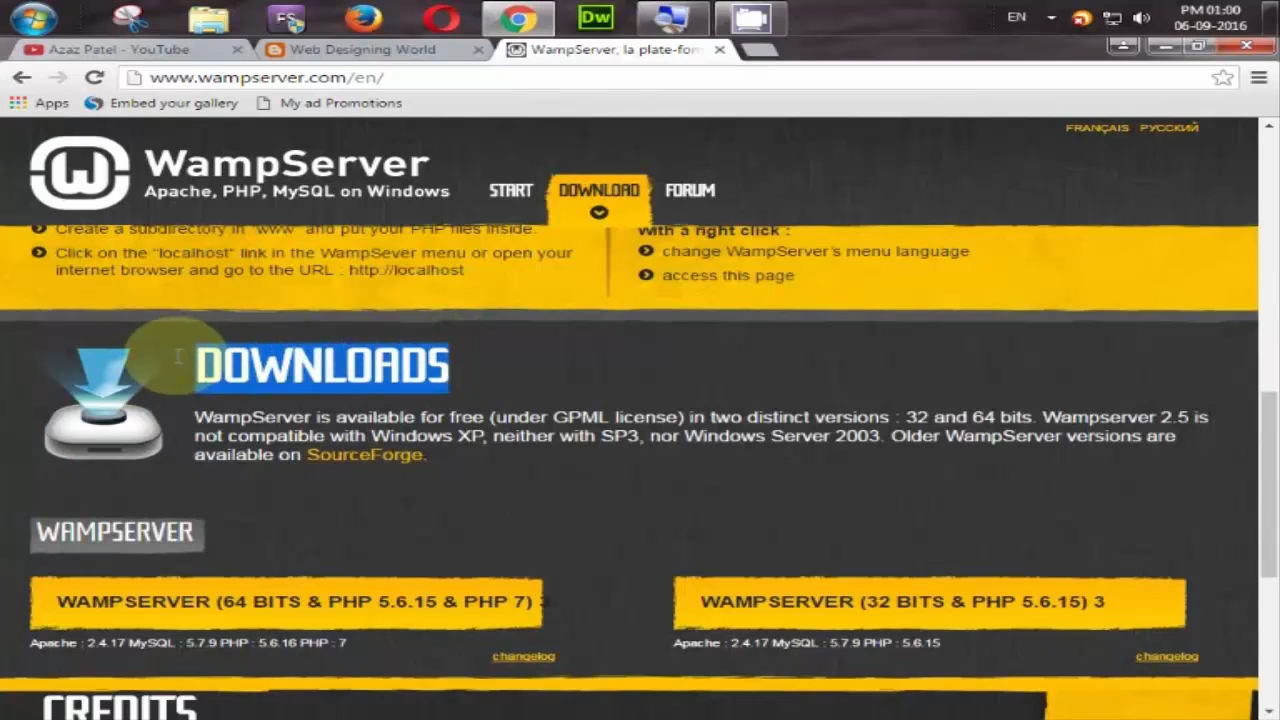 PM 01:00
EN
06-09-2016
Dw
Azaz Patel - YouTube
Web Designing World
WampServer, la plate-for
www.wampserver.com/en/
Apps
Embed your gallery
My ad Promotions
FRANÇAIS РУССКИЙ
WampServer
Apache, PHP, MySQL on Windows
START
DOWNLOAD
FORUM
Create a subdirectory in "www" and put your PHP files inside.
Click on the "localhost" link in the WampSever menu or open your
internet browser and go to the URL : http://localhost
With a right click :
change WampServer's menu language
access this page
DOWNLOADS
WampServer is available for free (under GPML license) in two distinct versions : 32 and 64 bits. Wampserver 2.5 is
not compatible with Windows XP, neither with SP3, nor Windows Server 2003. Older WampServer versions are
available on SourceForge.
WAMPSERVER
WAMPSERVER (64 BITS & PHP 5.6.15 & PHP 7) 3
Apache : 2.4.17 MySQL : 5.7.9 PHP : 5.6.16 PHP : 7
changelog
WAMPSERVER (32 BITS & PHP 5.6.15) 3
Apache : 2.4.17 MySQL : 5.7.9 PHP : 5.6.15
changelog
CREDITS